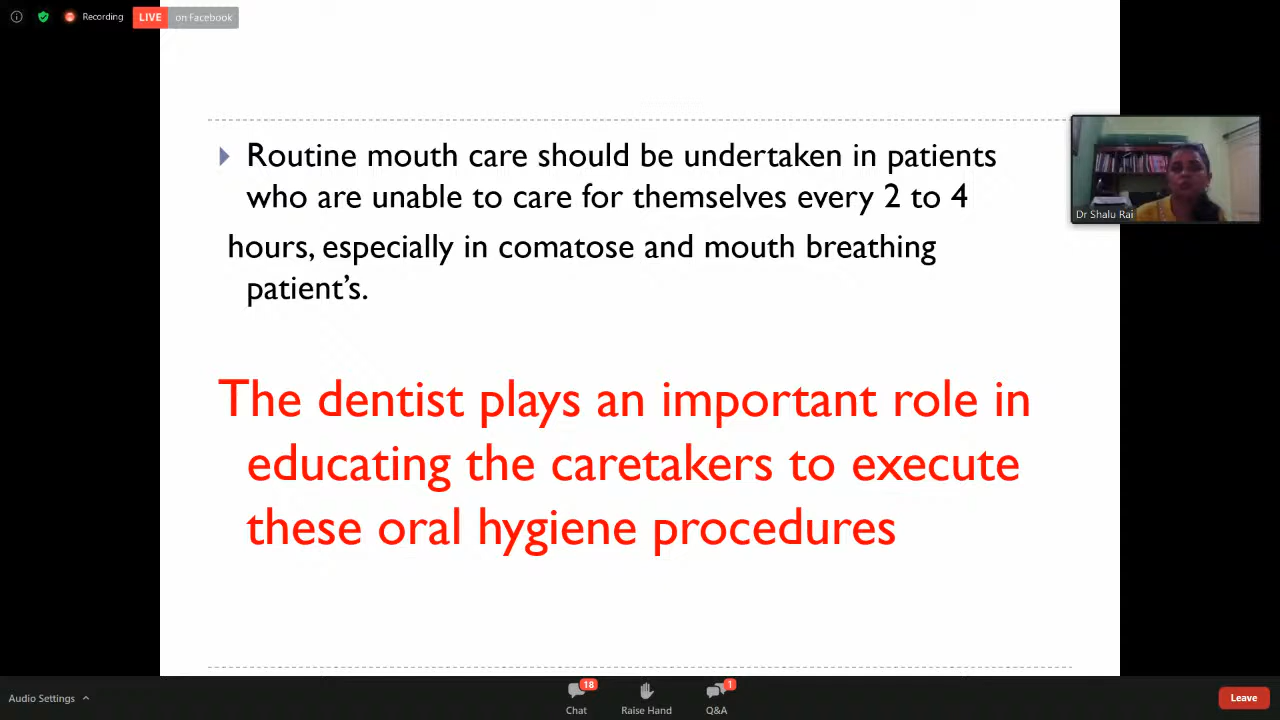 Recording
LIVE on Facebook
Routine mouth care should be undertaken in patients
who are unable to care for themselves every 2 to 4
hours, especially in comatose and mouth breathing
patient's.
The dentist plays an important role in
educating the caretakers to execute
these oral hygiene procedures
Dr Shalu Rai
Audio Settings
18
Chat
Raise Hand
1
Q&A
Leave